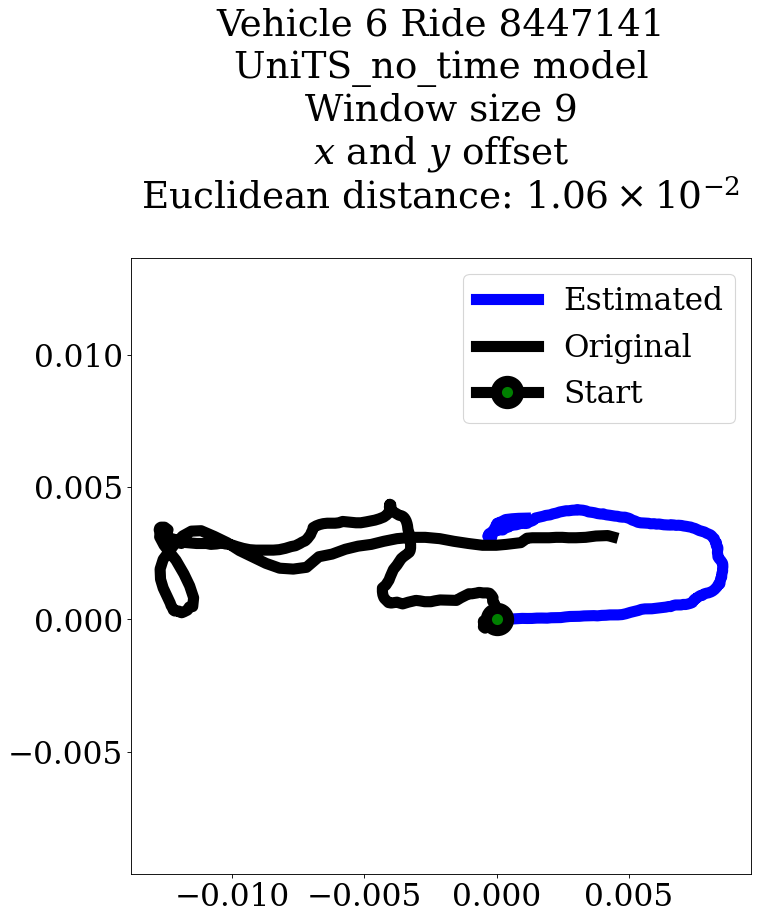 Vehicle 6 Ride 8447141
UniTS_no_time model
Window size 9
x and y offset
Euclidean distance: 1.06 × 10⁻²
Estimated
Original
Start
0.010
0.005
0.000
−0.005
−0.010 −0.005 0.000 0.005